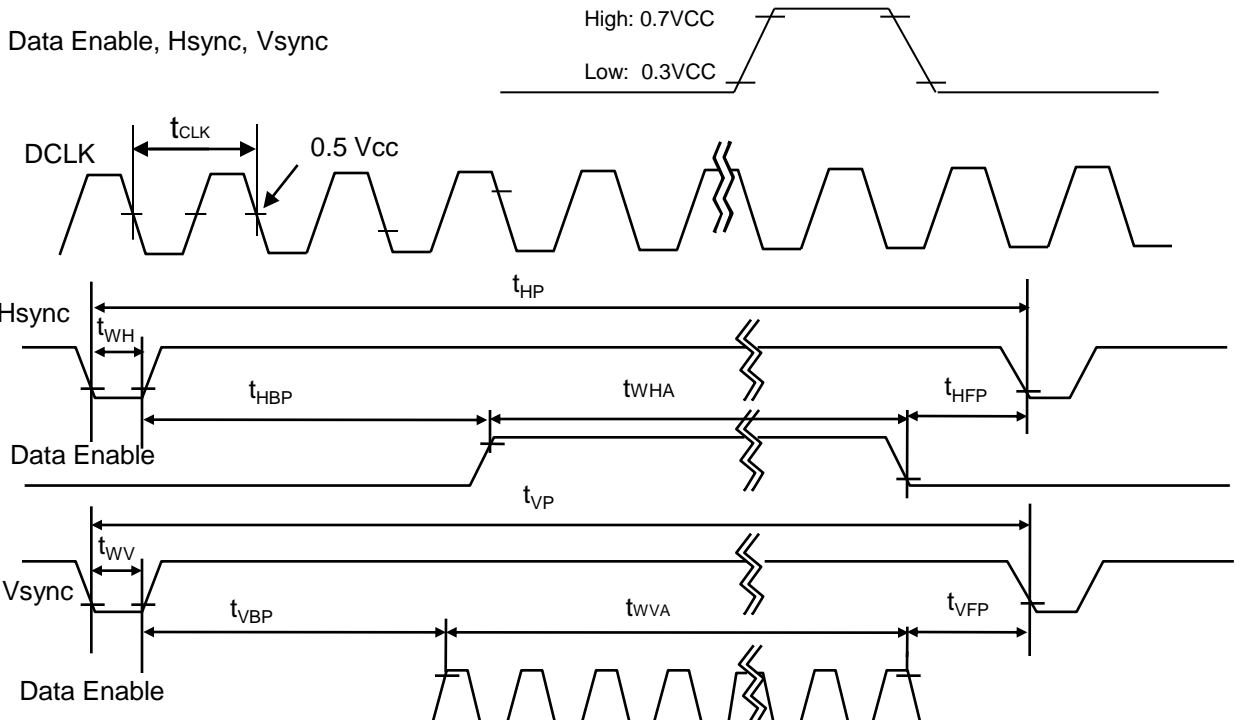 High: 0.7VCC
Data Enable, Hsync, Vsync
Low: 0.3VCC
tCLK
DCLK
0.5 Vcc
tHP
Hsync
tWH
tHBP
tWHA
tHFP
Data Enable
tVP
tWV
Vsync
tVBP
tWVA
tVFP
Data Enable